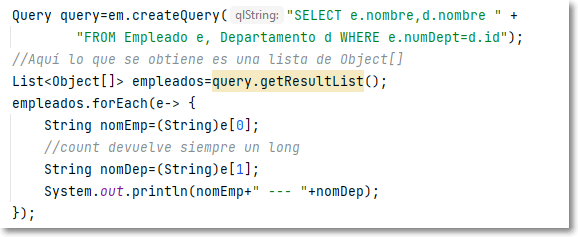 Query query=em.createQuery( qlString: "SELECT e.nombre,d.nombre " +
"FROM Empleado e, Departamento d WHERE e.numDept=d.id");
//Aquí lo que se obtiene es una lista de Object[]
List<Object[]> empleados=query.getResultList();
empleados.forEach(e-> {
String nomEmp=(String)e[0];
//count devuelve siempre un long
String nomDep=(String)e[1];
System.out.println(nomEmp+" --- "+nomDep);
});